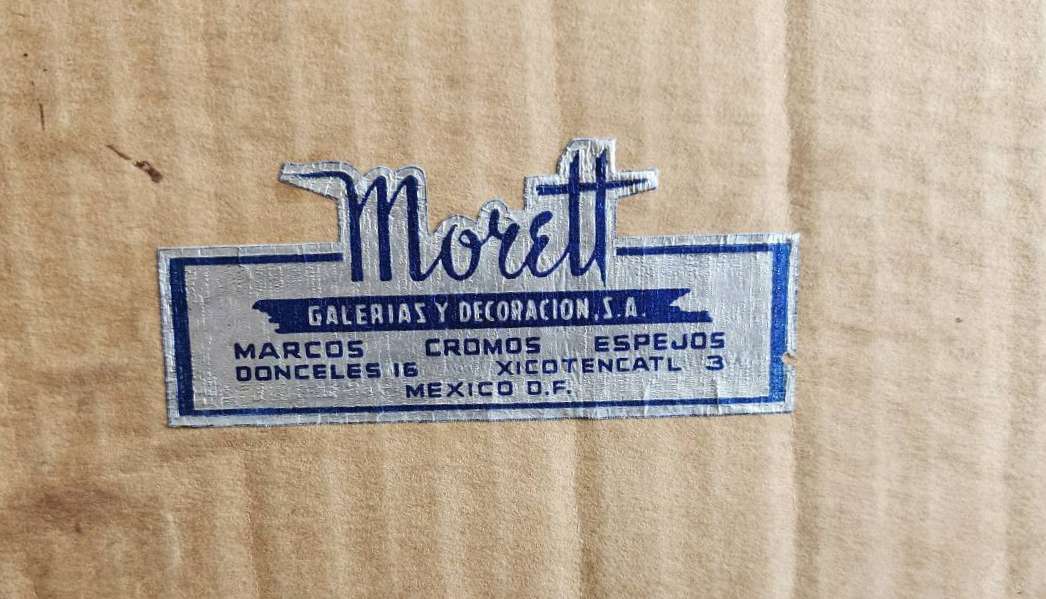 Morett
GALERIAS Y DECORACION, S.A.
MARCOS CROMOS ESPEJOS
DONCELES 16 XICOTENCATL 3
MEXICO D.F.